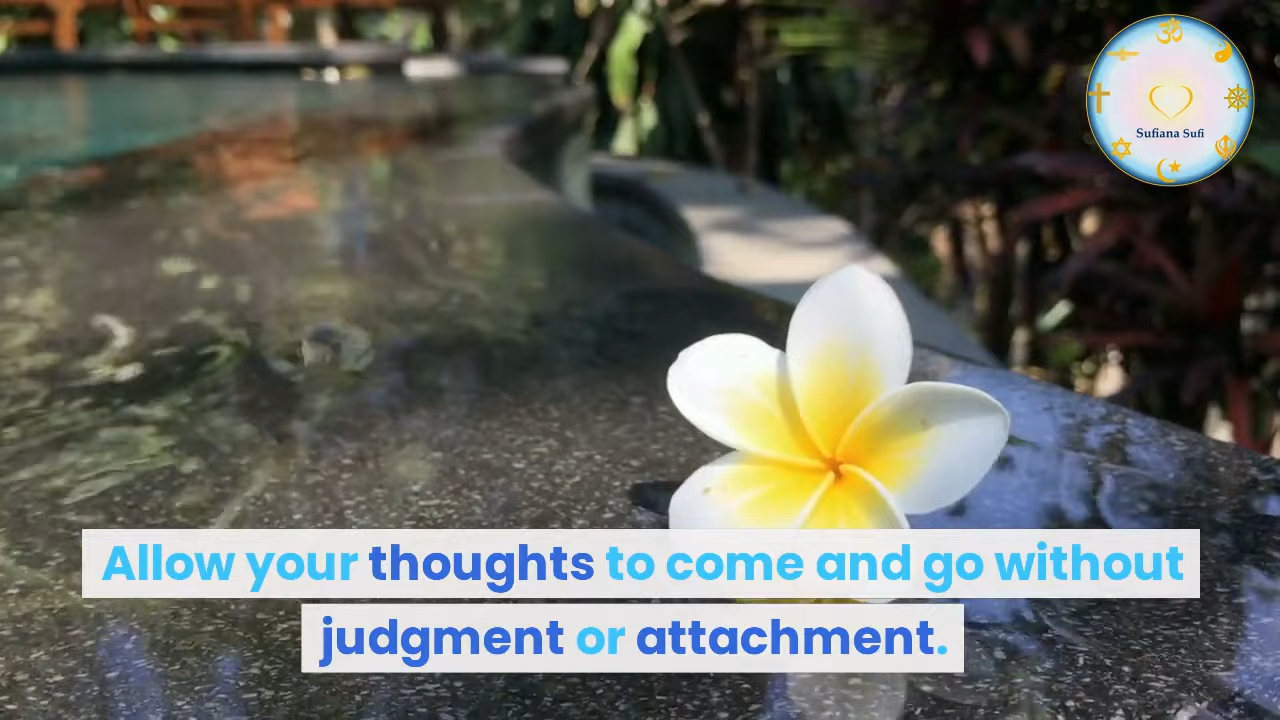 Sufiana Sufi
Allow your thoughts to come and go without
judgment or attachment.